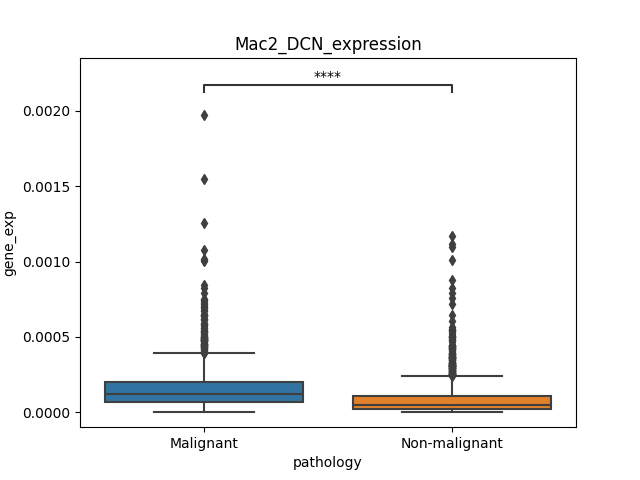 Mac2_DCN_expression
****
0.0020
0.0015
0.0010
0.0005
0.0000
gene_exp
Malignant
Non-malignant
pathology